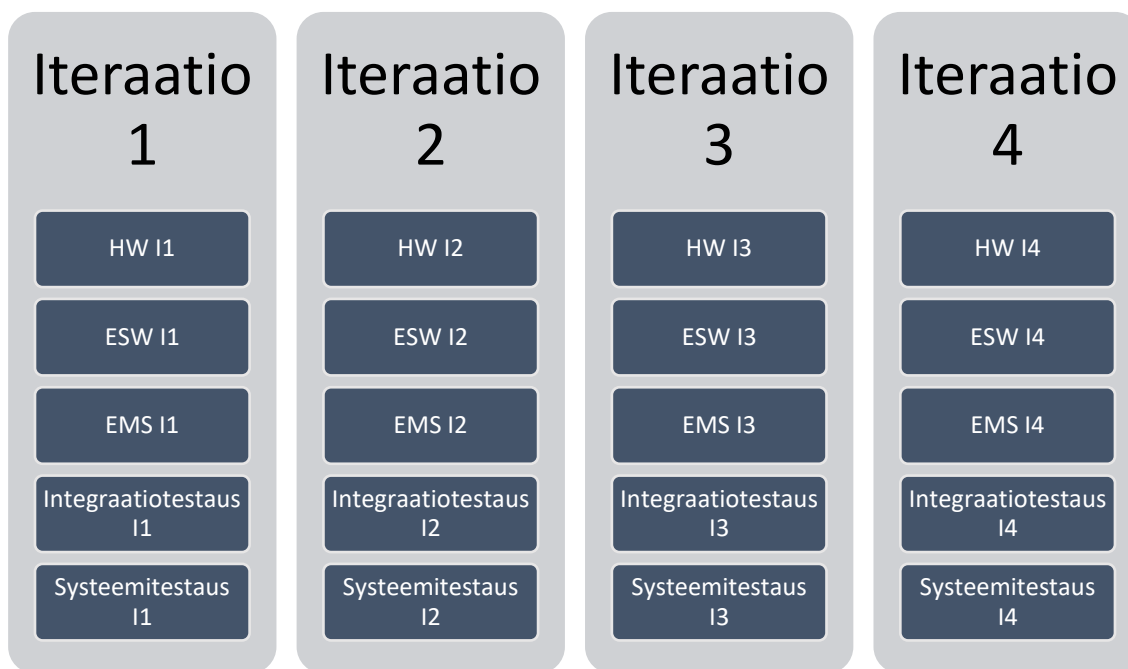 Iteraatio
1
HW I1
ESW I1
EMS I1
Integraatiotestaus
I1
Systeemitestaus
I1
Iteraatio
2
HW I2
ESW I2
EMS I2
Integraatiotestaus
I2
Systeemitestaus
I2
Iteraatio
3
HW I3
ESW I3
EMS I3
Integraatiotestaus
I3
Systeemitestaus
I3
Iteraatio
4
HW I4
ESW I4
EMS I4
Integraatiotestaus
I4
Systeemitestaus
I4